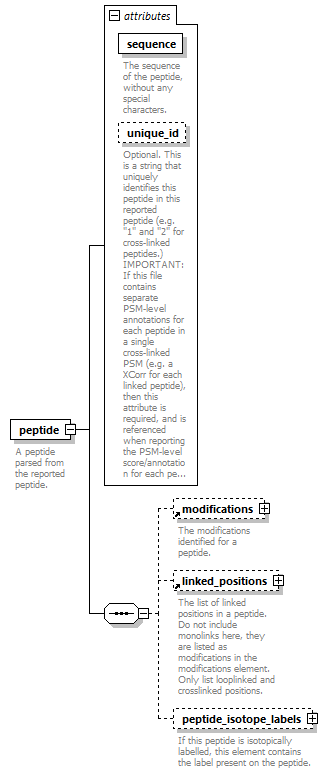 attributes
sequence
The sequence
of the peptide,
without any
special
characters.
unique_id
Optional. This
is a string that
uniquely
identifies this
peptide in this
reported
peptide (e.g.
"1" and "2" for
cross-linked
peptides.)
IMPORTANT:
If this file
contains
separate
PSM-level
annotations for
each peptide in
a single
cross-linked
PSM (e.g. a
XCorr for each
linked peptide),
then this
attribute is
required, and is
referenced
when reporting
the PSM-level
score/annotatio
n for each pe...
peptide
A peptide
parsed from
the reported
peptide.
modifications
The modifications
identified for a
peptide.
linked_positions
The list of linked
positions in a peptide.
Do not include
monolinks here, they
are listed as
modifications in the
modifications element.
Only list looplinked and
crosslinked positions.
peptide_isotope_labels
If this peptide is isotopically
labelled, this element contains
the label present on the peptide.